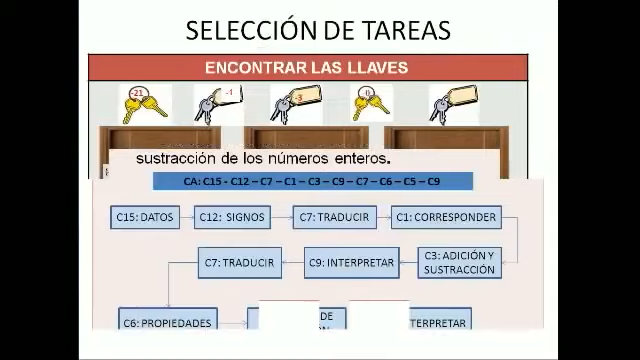 SELECCIÓN DE TAREAS
ENCONTRAR LAS LLAVES
-21 -1 -3 -0
sustracción de los números enteros.
CA: C15 - C12 – C7 – C1 – C3 – C9 – C7 – C6 – C5 – C9
C15: DATOS C12: SIGNOS C7: TRADUCIR C1: CORRESPONDER
C7: TRADUCIR C9: INTERPRETAR C3: ADICIÓN Y
SUSTRACCIÓN
C6: PROPIEDADES DE TERPRETAR